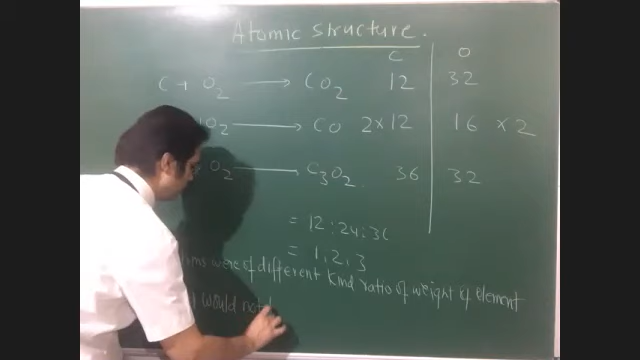 Atomic structure.
C O
C + O₂ → CO₂ 12 32
O₂ → CO 2×12 16 ×2
O₂ → C₃O₂. 36 32
= 12:24:36
= 1,2,3
were of different kind ratio of weight of element
would not